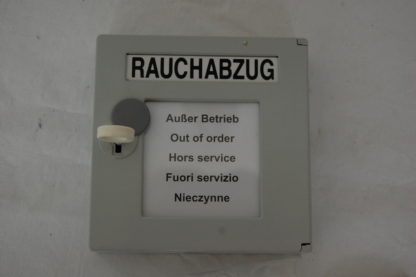 RAUCHABZUG
Außer Betrieb
Out of order
Hors service
Fuori servizio
Nieczynne